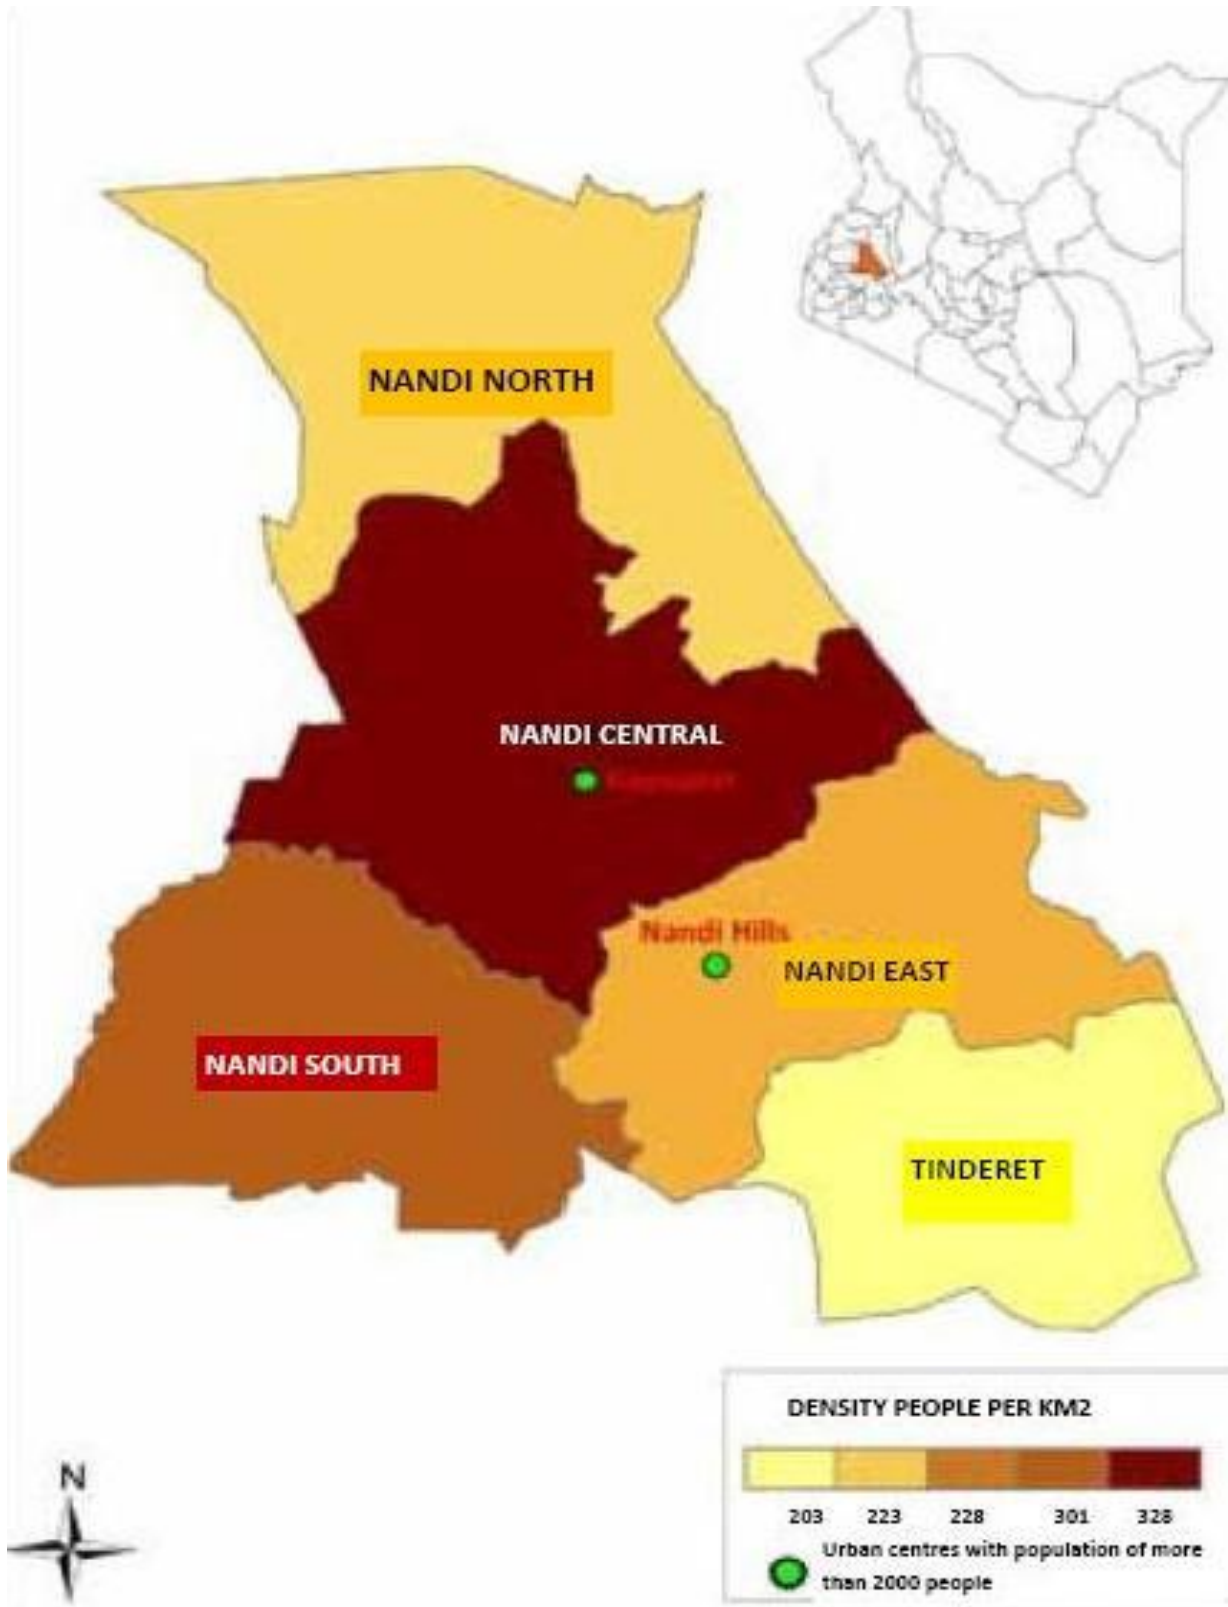 NANDI NORTH
NANDI CENTRAL
Nandi Hills
NANDI EAST
NANDI SOUTH
TINDERET
DENSITY PEOPLE PER KM2
203 223 228 301 328
Urban centres with population of more
than 2000 people
N